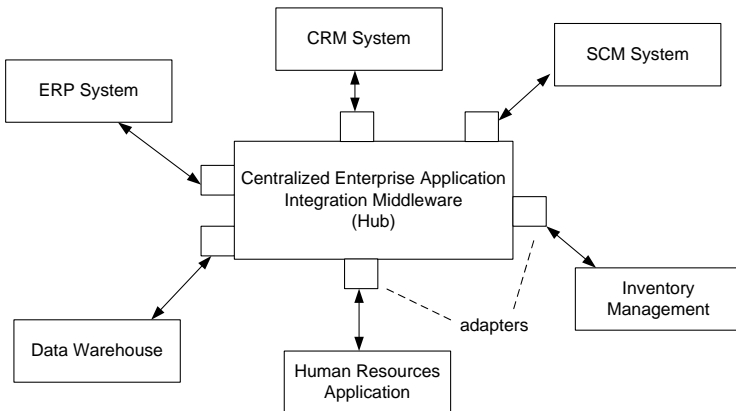 CRM System
SCM System
ERP System
Centralized Enterprise Application
Integration Middleware
(Hub)
Inventory
Management
adapters
Data Warehouse
Human Resources
Application